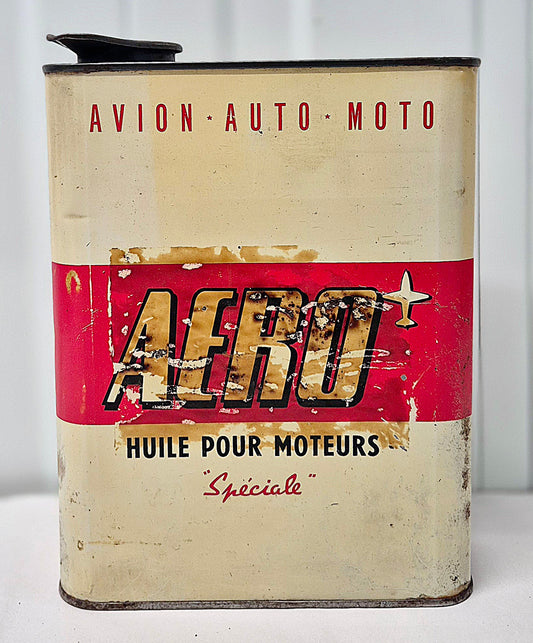 AVION · AUTO · MOTO
AERO
HUILE POUR MOTEURS
"Spéciale"